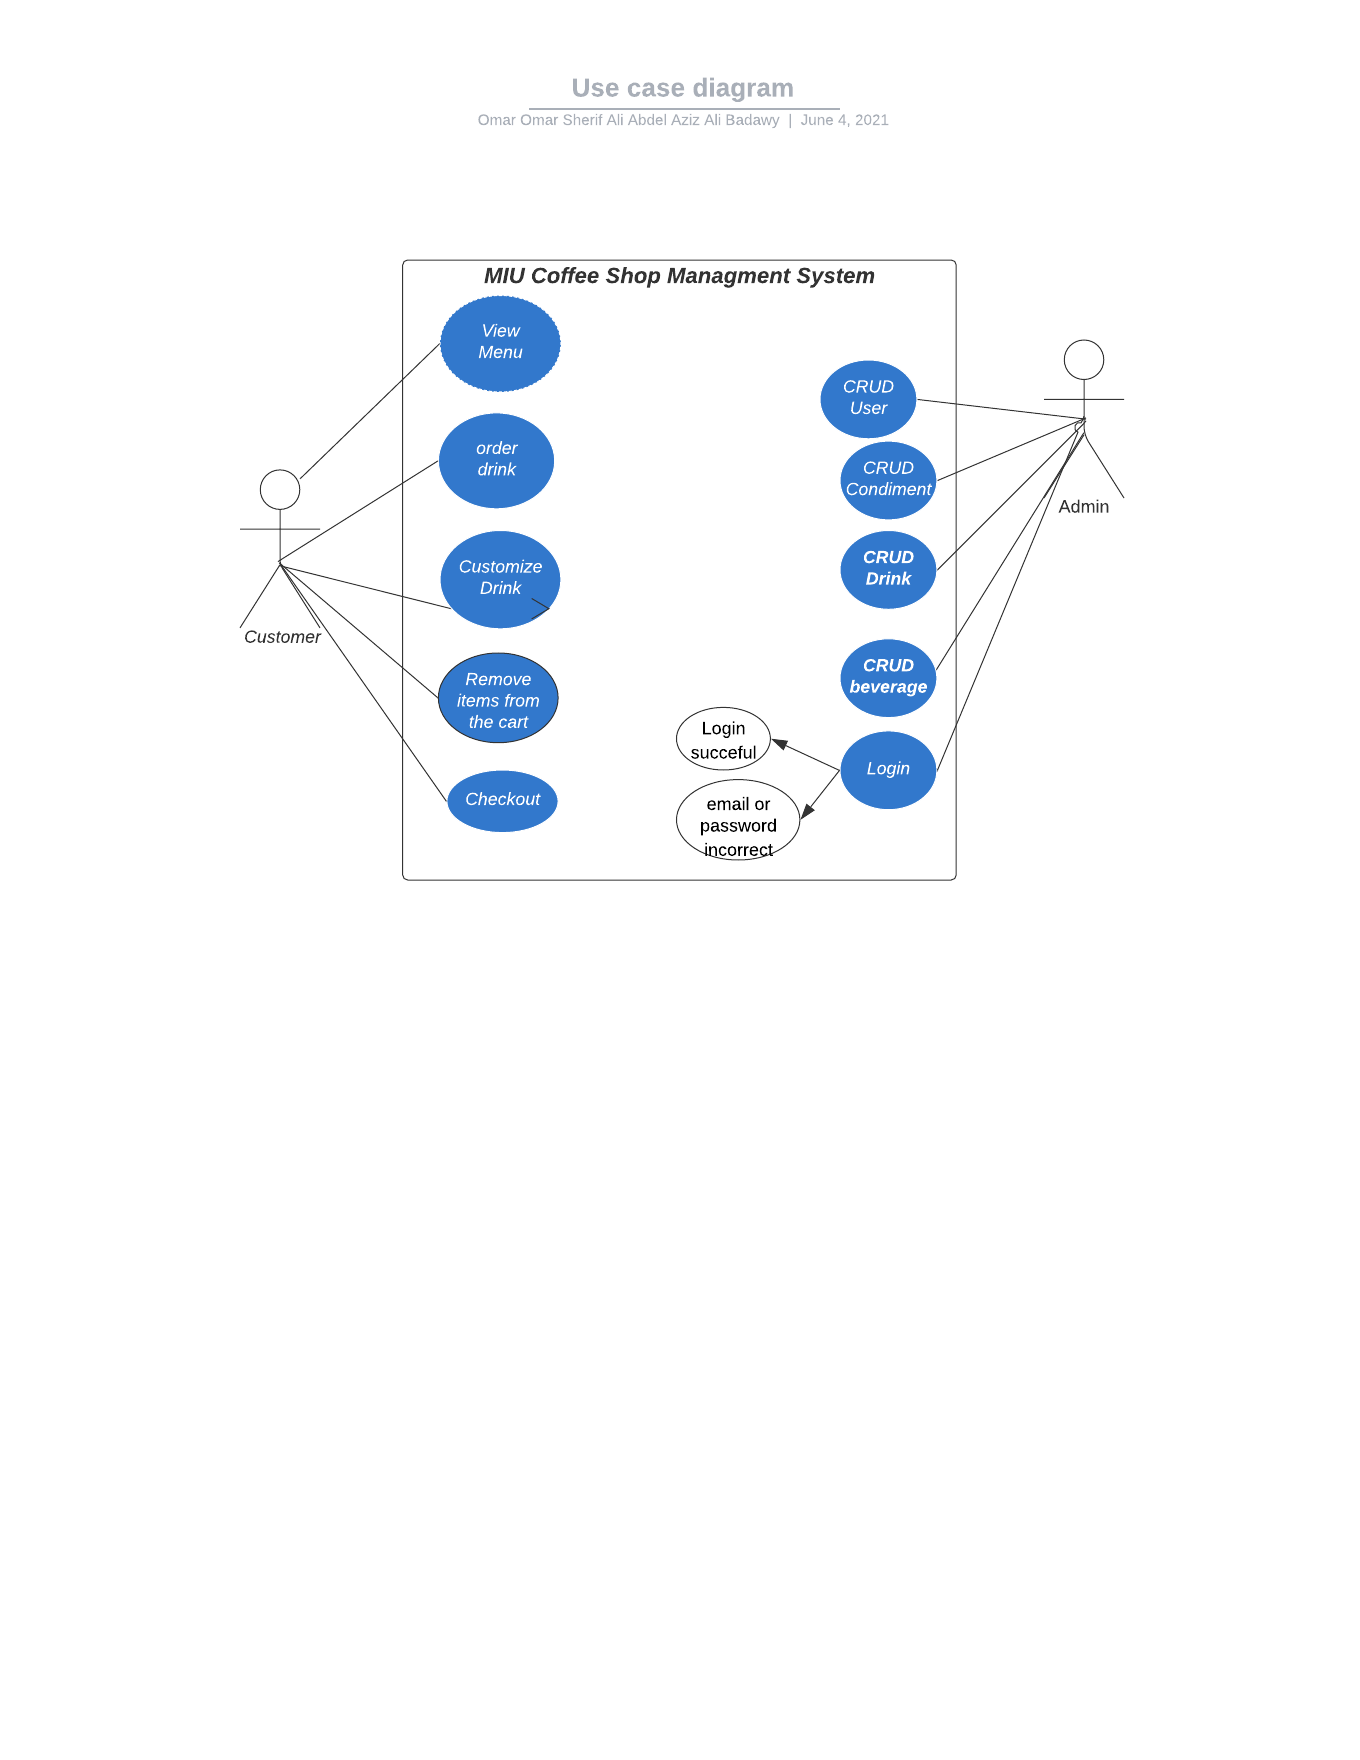 Use case diagram
Omar Omar Sherif Ali Abdel Aziz Ali Badawy | June 4, 2021
MIU Coffee Shop Managment System
View
Menu
order
drink
Customize
Drink
Remove
items from
the cart
Checkout
Customer
CRUD
User
CRUD
Condiment
CRUD
Drink
CRUD
beverage
Login
Login
succeful
email or
password
incorrect
Admin